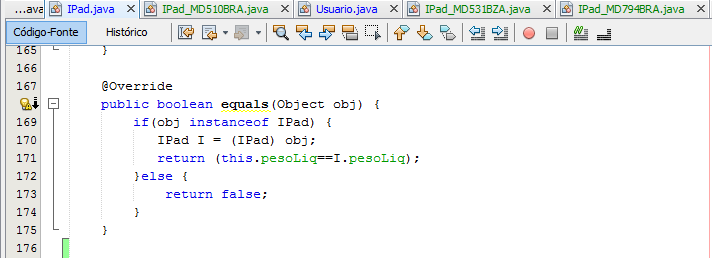 ...ava IPad.java IPad_MD510BRA.java Usuario.java IPad_MD531BZA.java IPad_MD794BRA.java
Código-Fonte Histórico
165 }
166
167 @Override
public boolean equals(Object obj) {
169 if(obj instanceof IPad) {
170 IPad I = (IPad) obj;
171 return (this.pesoLiq==I.pesoLiq);
172 }else {
173 return false;
174 }
175 }
176